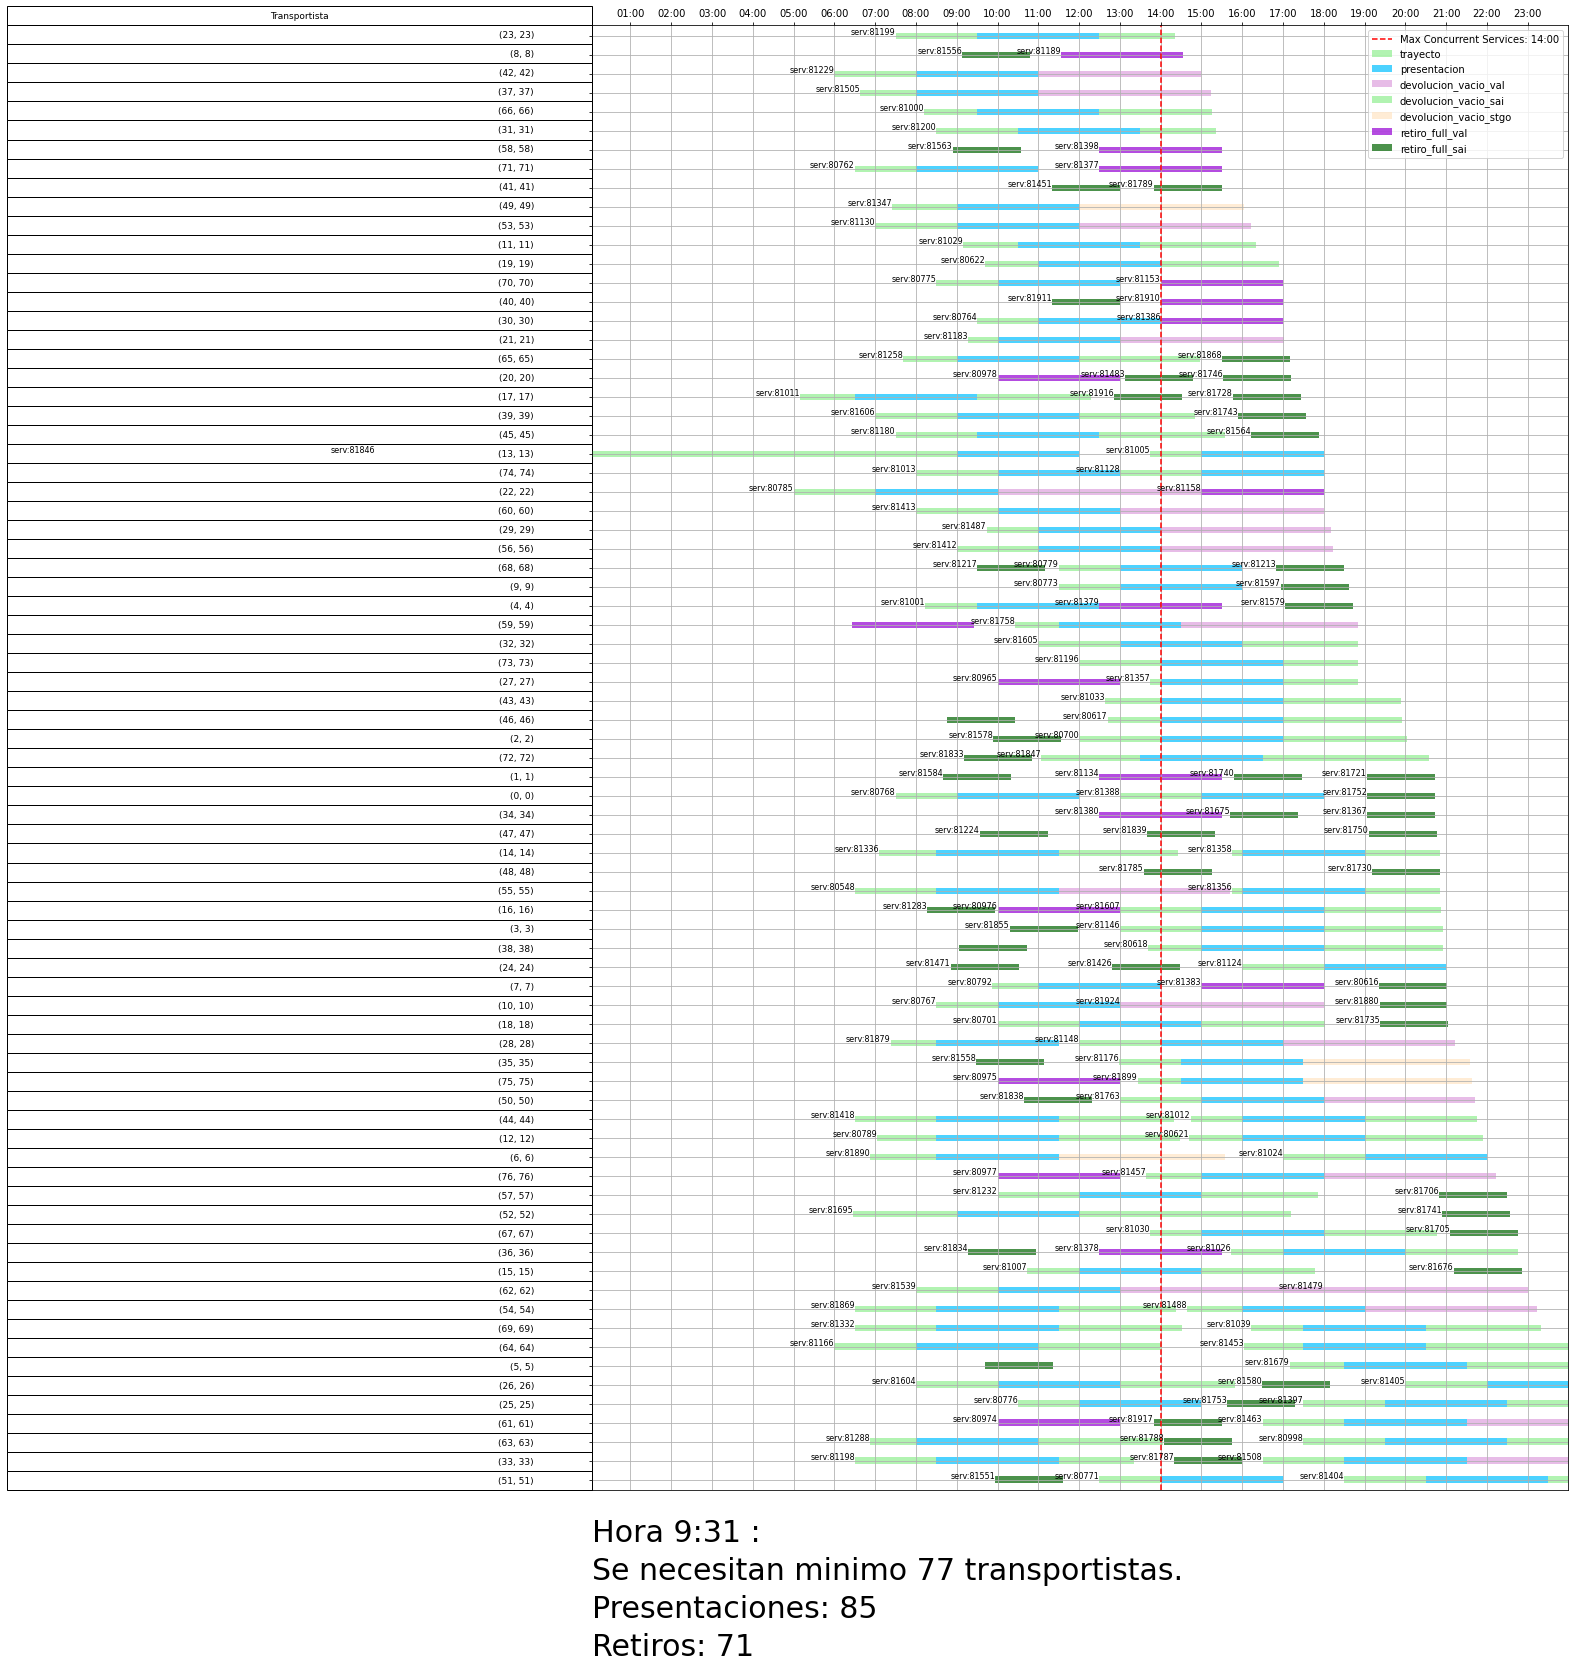 Transportista
01:00 02:00 03:00 04:00 05:00 06:00 07:00 08:00 09:00 10:00 11:00 12:00 13:00 14:00 15:00 16:00 17:00 18:00 19:00 20:00 21:00 22:00 23:00
Max Concurrent Services: 14:00
trayecto
presentacion
devolucion_vacio_val
devolucion_vacio_sai
devolucion_vacio_stgo
retiro_full_val
retiro_full_sai
(23, 23) serv:81199
(8, 8) serv:81556 serv:81189
(42, 42) serv:81229
(37, 37) serv:81505
(66, 66) serv:81000
(31, 31) serv:81200
(58, 58) serv:81563 serv:81398
(71, 71) serv:80762 serv:81377
(41, 41) serv:81451 serv:81789
(49, 49) serv:81347
(53, 53) serv:81130
(11, 11) serv:81029
(19, 19) serv:80622
(70, 70) serv:80775 serv:81153
(40, 40) serv:81911 serv:81910
(30, 30) serv:80764 serv:81386
(21, 21) serv:81183
(65, 65) serv:81258 serv:81868
(20, 20) serv:80978 serv:81483 serv:81746
(17, 17) serv:81011 serv:81916 serv:81728
(39, 39) serv:81606 serv:81743
(45, 45) serv:81180 serv:81564
serv:81846 (13, 13) serv:81005
(74, 74) serv:81013 serv:81128
(22, 22) serv:80785 serv:81158
(60, 60) serv:81413
(29, 29) serv:81487
(56, 56) serv:81412
(68, 68) serv:81217 serv:80779 serv:81213
(9, 9) serv:80773 serv:81597
(4, 4) serv:81001 serv:81379 serv:81579
(59, 59) serv:81758
(32, 32) serv:81605
(73, 73) serv:81196
(27, 27) serv:80965 serv:81357
(43, 43) serv:81033
(46, 46) serv:80617
(2, 2) serv:81578 serv:80700
(72, 72) serv:81833 serv:81847
(1, 1) serv:81584 serv:81134 serv:81740 serv:81721
(0, 0) serv:80768 serv:81388 serv:81752
(34, 34) serv:81380 serv:81675 serv:81367
(47, 47) serv:81224 serv:81839 serv:81750
(14, 14) serv:81336 serv:81358
(48, 48) serv:81785 serv:81730
(55, 55) serv:80548 serv:81356
(16, 16) serv:81283 serv:80976 serv:81607
(3, 3) serv:81855 serv:81146
(38, 38) serv:80618
(24, 24) serv:81471 serv:81426 serv:81124
(7, 7) serv:80792 serv:81383 serv:80616
(10, 10) serv:80767 serv:81924 serv:81880
(18, 18) serv:80701 serv:81735
(28, 28) serv:81879 serv:81148
(35, 35) serv:81558 serv:81176
(75, 75) serv:80975 serv:81899
(50, 50) serv:81838 serv:81763
(44, 44) serv:81418 serv:81012
(12, 12) serv:80789 serv:80621
(6, 6) serv:81890 serv:81024
(76, 76) serv:80977 serv:81457
(57, 57) serv:81232 serv:81706
(52, 52) serv:81695 serv:81741
(67, 67) serv:81030 serv:81705
(36, 36) serv:81834 serv:81378 serv:81026
(15, 15) serv:81007 serv:81676
(62, 62) serv:81539 serv:81479
(54, 54) serv:81869 serv:81488
(69, 69) serv:81332 serv:81039
(64, 64) serv:81166 serv:81453
(5, 5) serv:81679
(26, 26) serv:81604 serv:81580 serv:81405
(25, 25) serv:80776 serv:81753 serv:81397
(61, 61) serv:80974 serv:81917 serv:81463
(63, 63) serv:81288 serv:81788 serv:80998
(33, 33) serv:81198 serv:81787 serv:81508
(51, 51) serv:81551 serv:80771 serv:81404
Hora 9:31 :
Se necesitan minimo 77 transportistas.
Presentaciones: 85
Retiros: 71